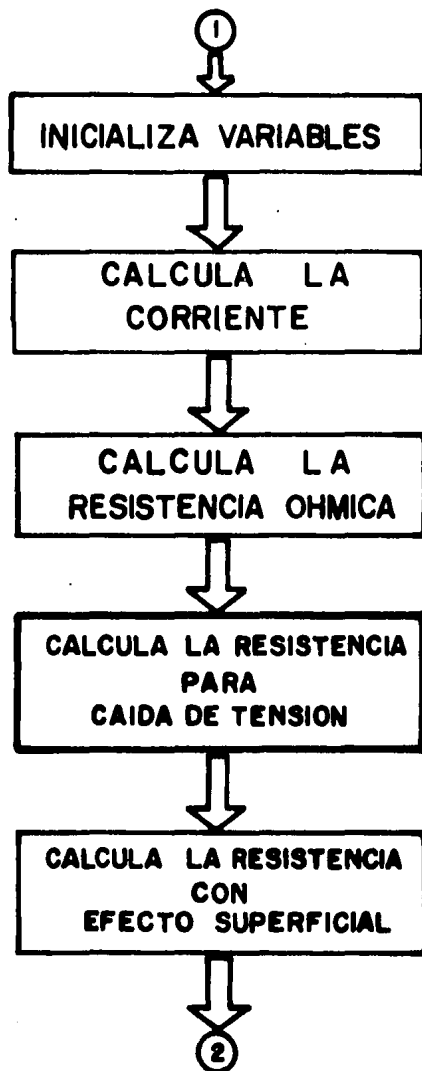 1
INICIALIZA VARIABLES
CALCULA LA
CORRIENTE
CALCULA LA
RESISTENCIA OHMICA
CALCULA LA RESISTENCIA
PARA
CAIDA DE TENSION
CALCULA LA RESISTENCIA
CON
EFECTO SUPERFICIAL
2